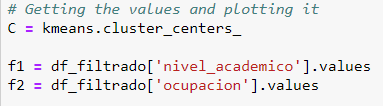 # Getting the values and plotting it
C = kmeans.cluster_centers_
f1 = df_filtrado['nivel_academico'].values
f2 = df_filtrado['ocupacion'].values